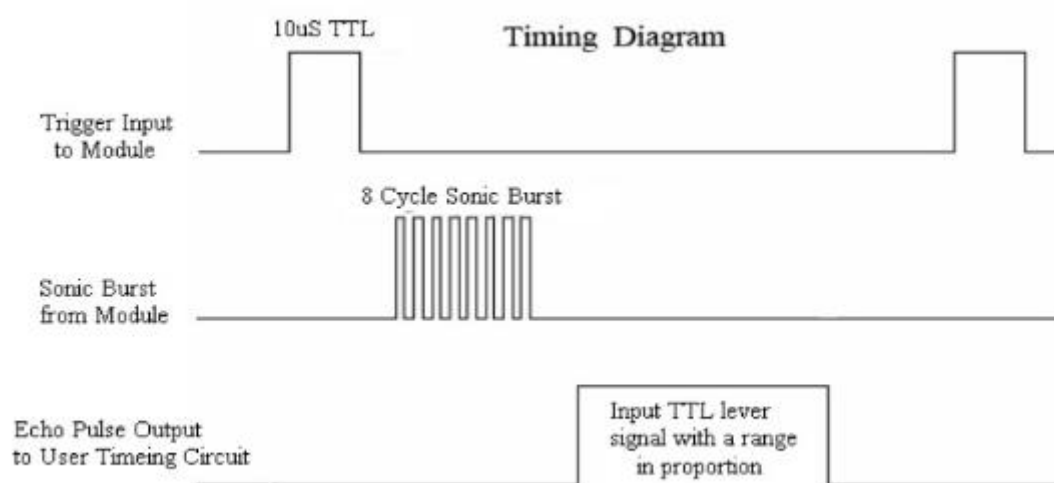 10uS TTL
Timing Diagram
Trigger Input
to Module
8 Cycle Sonic Burst
Sonic Burst
from Module
Echo Pulse Output
to User Timeing Circuit
Input TTL lever
signal with a range
in proportion